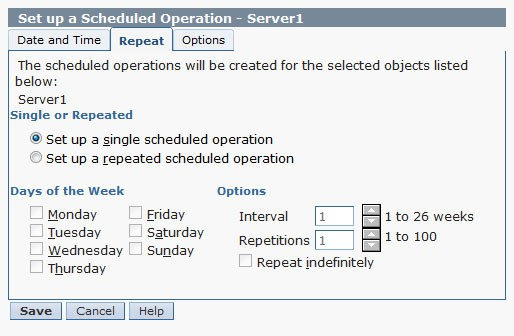 Set up a Scheduled Operation - Server1
Date and Time Repeat Options
The scheduled operations will be created for the selected objects listed
below:
Server1
Single or Repeated
Set up a single scheduled operation
Set up a repeated scheduled operation
Days of the Week Options
Monday Friday Interval 1 1 to 26 weeks
Tuesday Saturday Repetitions 1 1 to 100
Wednesday Sunday Repeat indefinitely
Thursday
Save Cancel Help